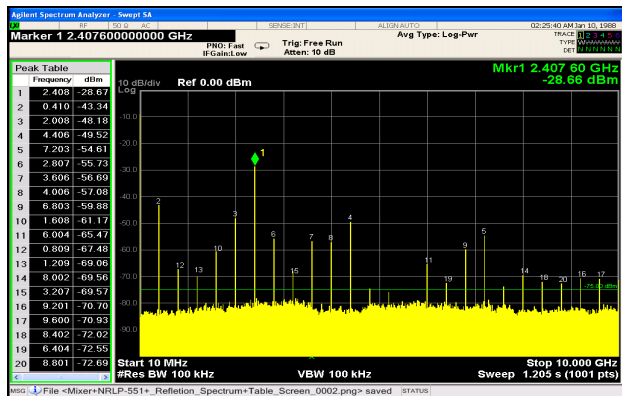 Agilent Spectrum Analyzer - Swept SA
RF 50 Ω AC SENSE:INT ALIGN AUTO 02:25:40 AM Jan 10, 1988
Marker 1 2.407600000000 GHz
PNO: Fast
IFGain:Low
Trig: Free Run
Atten: 10 dB
Avg Type: Log-Pwr
TRACE 1 2 3 4 5 6
TYPE
DET N N N N N N
Peak Table
Frequency dBm
1 2.408 -28.67
2 0.410 -43.34
3 2.008 -48.18
4 4.406 -49.52
5 7.203 -54.61
6 2.807 -55.73
7 3.606 -56.69
8 4.006 -57.08
9 6.803 -59.88
10 1.608 -61.17
11 6.004 -65.47
12 0.809 -67.48
13 1.209 -69.06
14 8.002 -69.56
15 3.207 -69.57
16 9.201 -70.70
17 9.600 -70.93
18 8.402 -72.02
19 6.404 -72.55
20 8.801 -72.69
Mkr1 2.407 60 GHz
-28.66 dBm
10 dB/div Ref 0.00 dBm
Log
-10.0
-20.0
-30.0
-40.0
-50.0
-60.0
-70.0
-80.0
-90.0
1
2
3
4
5
6
7
8
9
10
11
12
13
14
15
16
17
18
19
20
-75.00 dBm
Start 10 MHz Stop 10.000 GHz
#Res BW 100 kHz VBW 100 kHz Sweep 1.205 s (1001 pts)
MSG File <Mixer+NRLP-551+_Refletion_Spectrum+Table_Screen_0002.png> saved STATUS